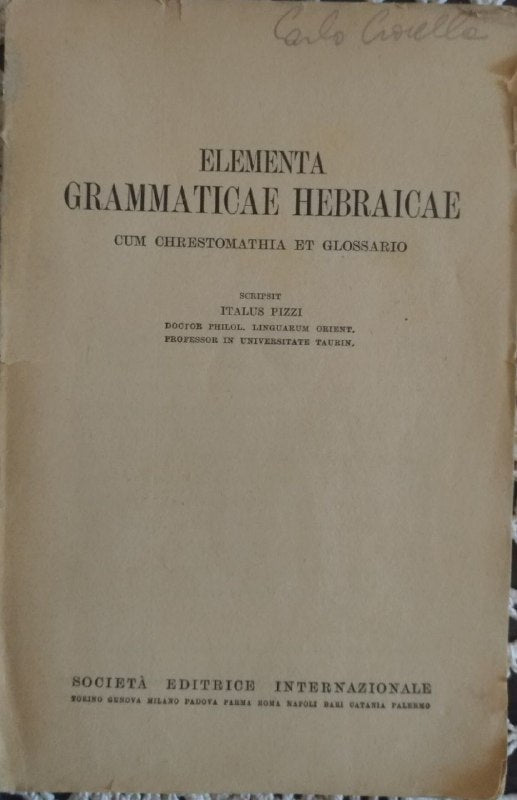 Carlo
ELEMENTA
GRAMMATICAE HEBRAICAE
CUM CHRESTOMATHIA ET GLOSSARIO
SCRIPSIT
ITALUS PIZZI
DOCTOR PHILOL. LINGUARUM ORIENT.
PROFESSOR IN UNIVERSITATE TAURIN.
SOCIETÀ EDITRICE INTERNAZIONALE
TORINO GENOVA MILANO PADOVA PARMA ROMA NAPOLI BARI CATANIA PALERMO